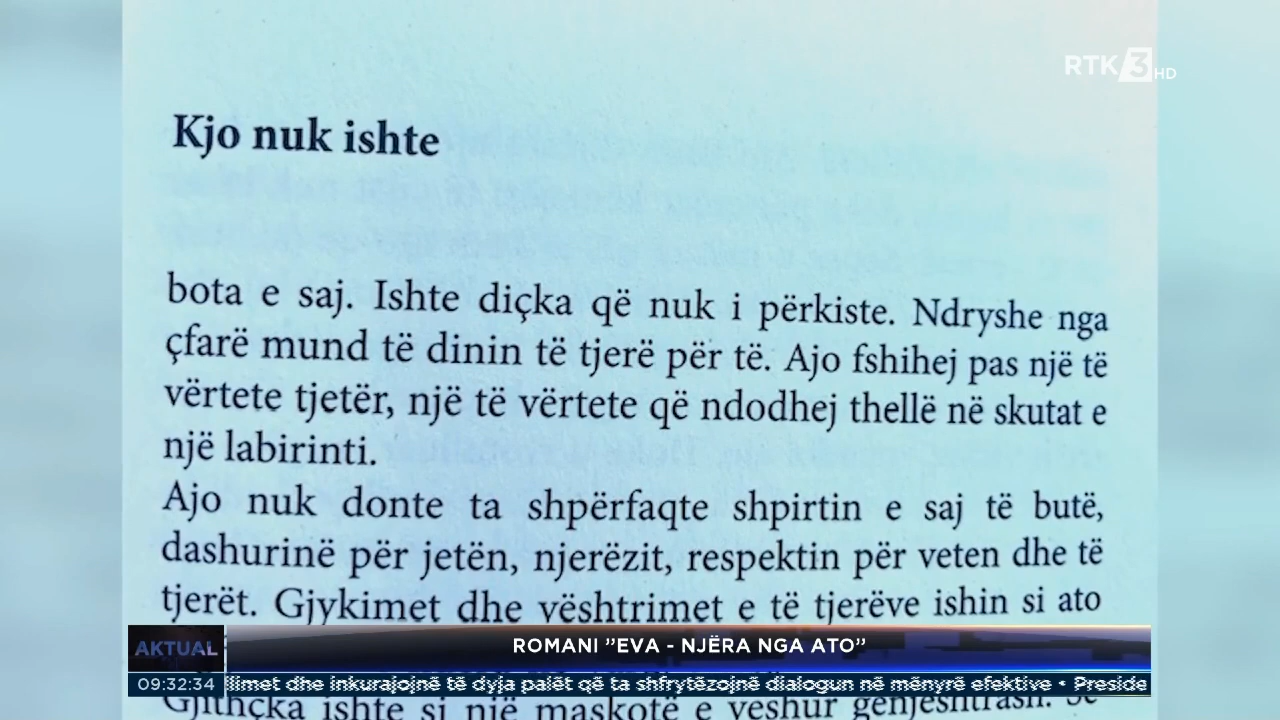 RTK 3 HD
Kjo nuk ishte
bota e saj. Ishte diçka që nuk i përkiste. Ndryshe nga
çfarë mund të dinin të tjerë për të. Ajo fshihej pas një të
vërtete tjetër, një të vërtete që ndodhej thellë në skutat e
një labirinti.
Ajo nuk donte ta shpërfaqte shpirtin e saj të butë,
dashurinë për jetën, njerëzit, respektin për veten dhe të
tjerët. Gjykimet dhe vështrimet e të tjerëve ishin si ato
AKTUAL
ROMANI ”EVA - NJËRA NGA ATO”
09:32:34
dhe inkurajojnë të dyja palët që ta shfrytëzojnë dialogun në mënyrë efektive • Preside
Gjithçka ishte si një maskotë e veshur gënjeshtrash. Se